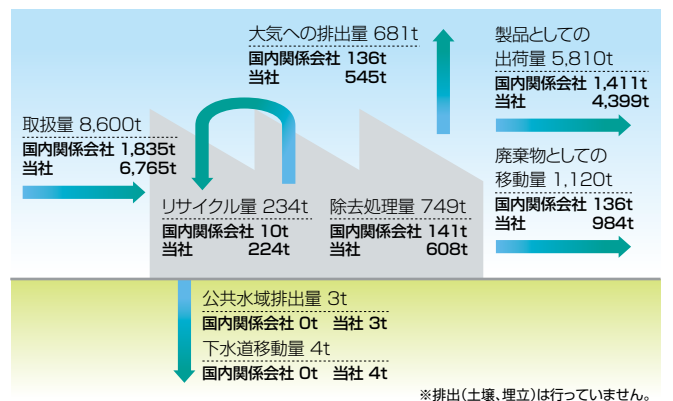 大気への排出量 681t
国内関係会社 136t
当社 545t
製品としての
出荷量 5,810t
国内関係会社 1,411t
当社 4,399t
取扱量 8,600t
国内関係会社 1,835t
当社 6,765t
廃棄物としての
移動量 1,120t
国内関係会社 136t
当社 984t
リサイクル量 234t
国内関係会社 10t
当社 224t
除去処理量 749t
国内関係会社 141t
当社 608t
公共水域排出量 3t
国内関係会社 0t 当社 3t
下水道移動量 4t
国内関係会社 0t 当社 4t
※排出(土壌、埋立)は行っていません。